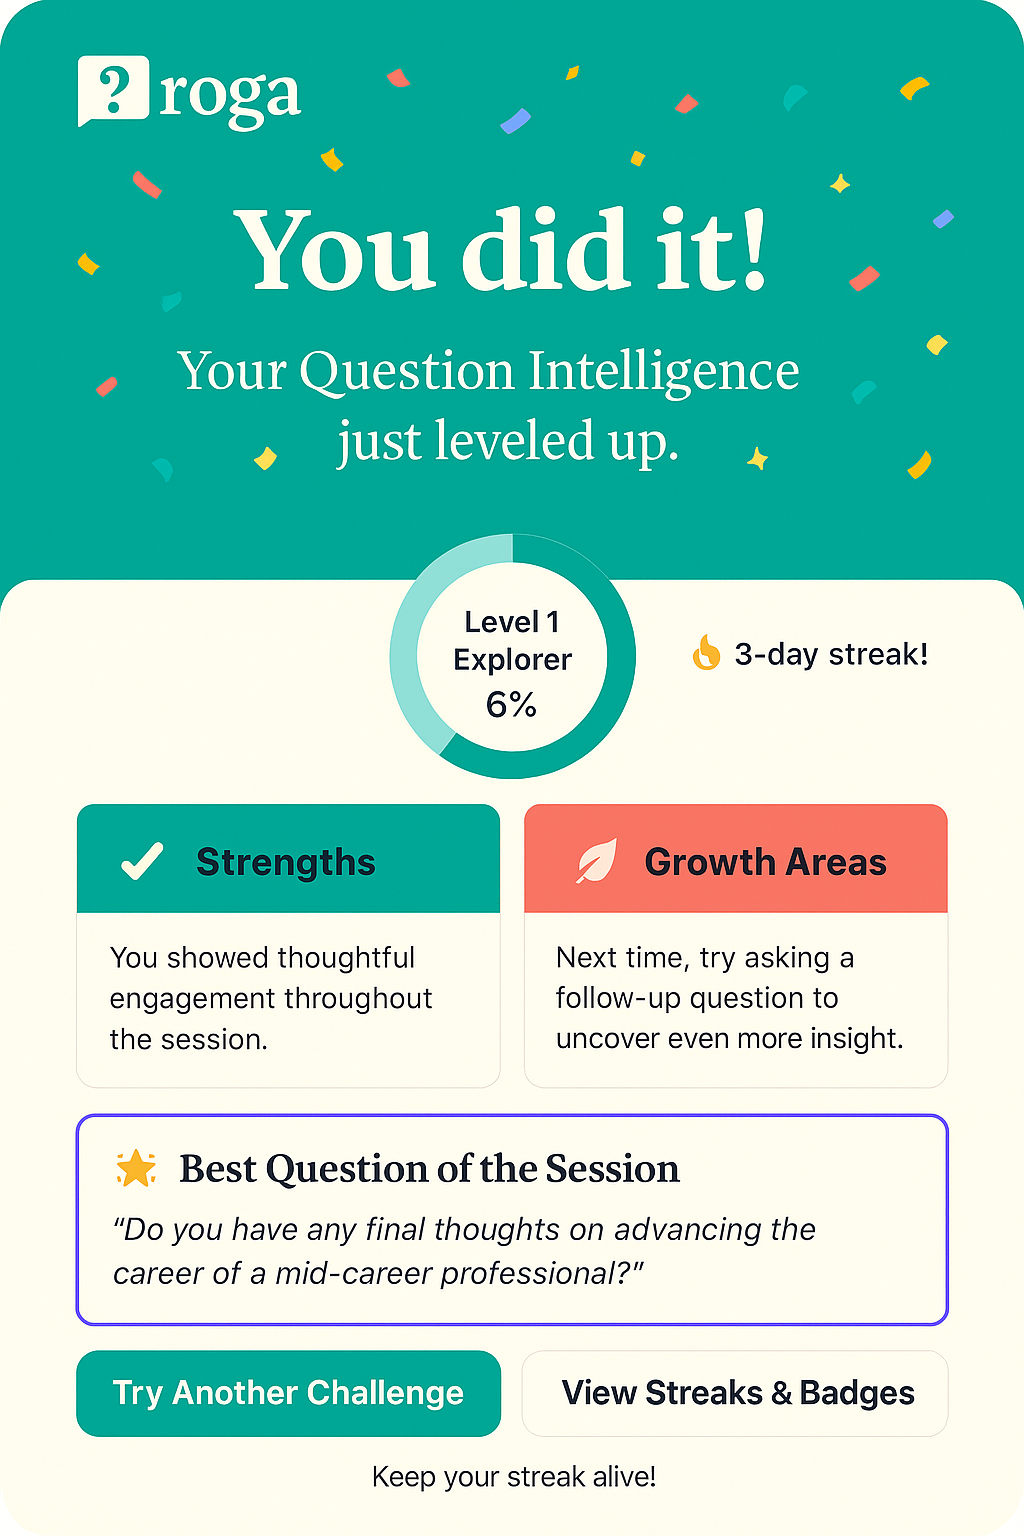 ? roga
You did it!
Your Question Intelligence
just leveled up.
Level 1
Explorer
6%
3-day streak!
Strengths
You showed thoughtful
engagement throughout
the session.
Growth Areas
Next time, try asking a
follow-up question to
uncover even more insight.
Best Question of the Session
“Do you have any final thoughts on advancing the
career of a mid-career professional?”
Try Another Challenge
View Streaks & Badges
Keep your streak alive!